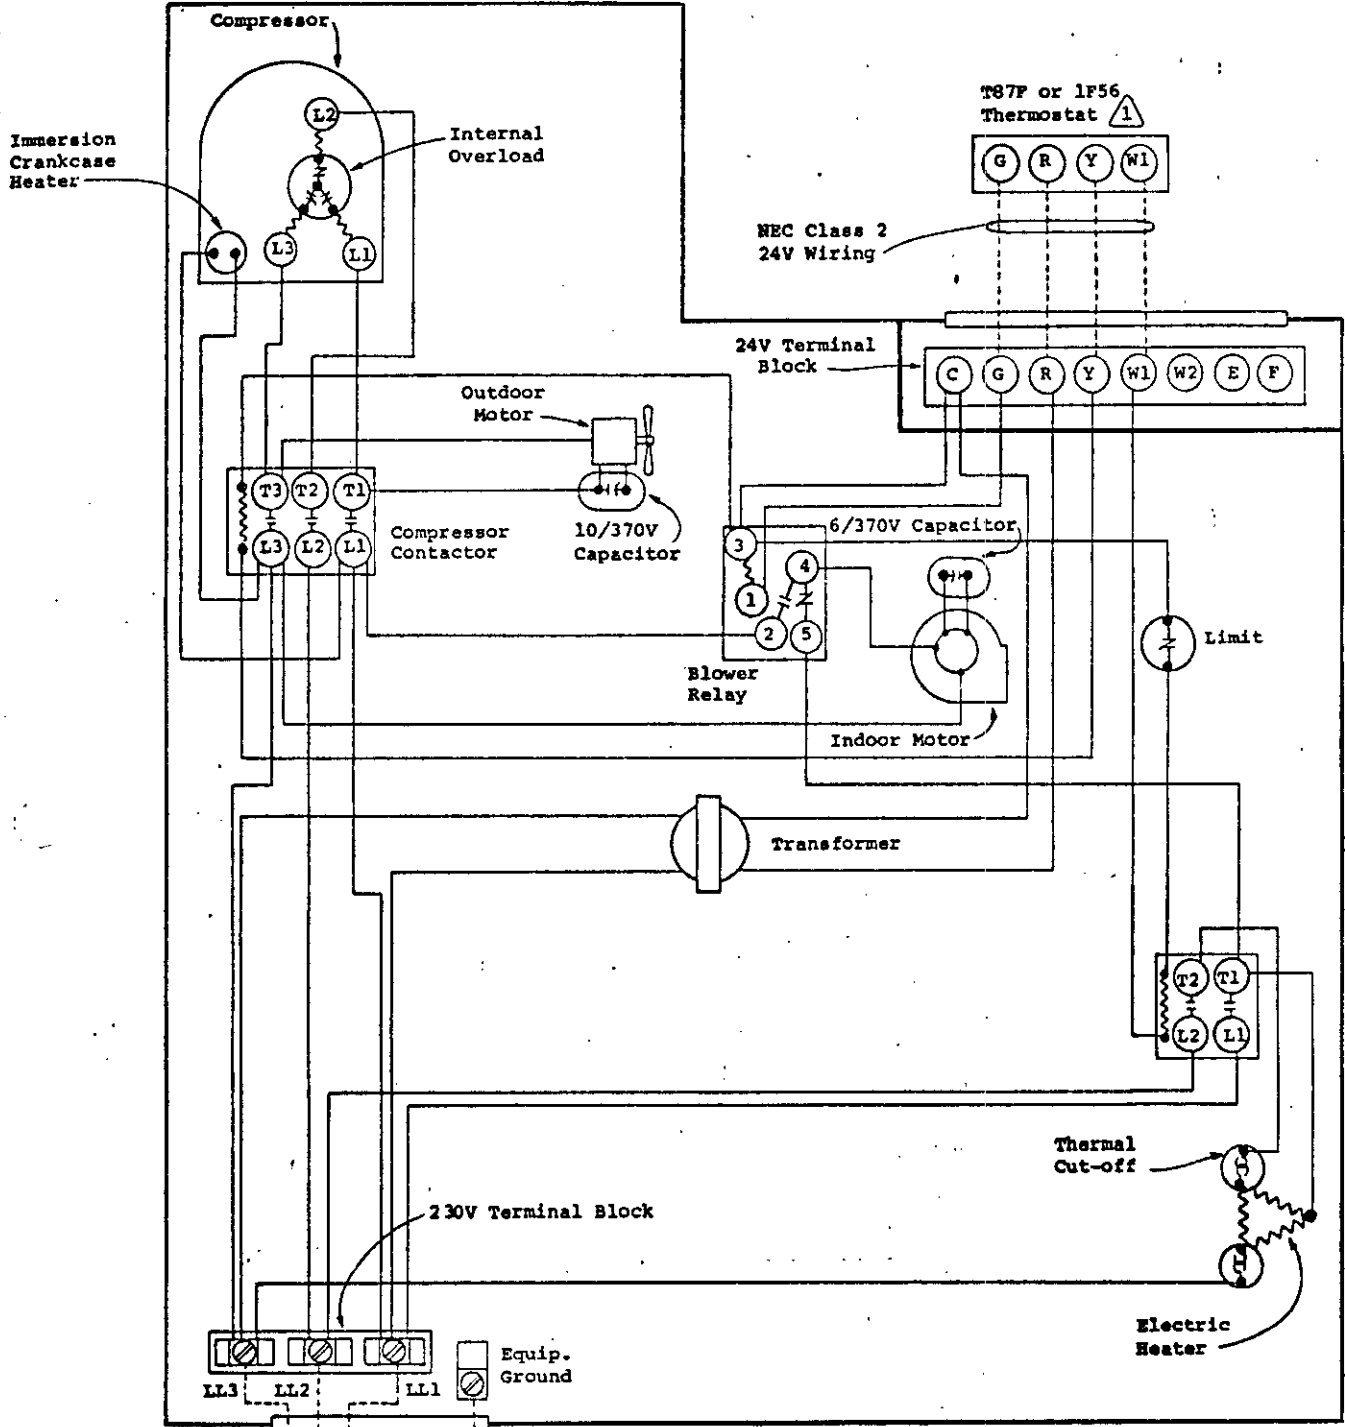 Compressor
T87F or 1F56
Thermostat 1
L2
Immersion
Crankcase
Heater
Internal
Overload
G R Y W1
NEC Class 2
24V Wiring
L3 L1
24V Terminal
Block
C G R Y W1 W2 E F
Outdoor
Motor
T3 T2 T1
L3 L2 L1
Compressor
Contactor
10/370V
Capacitor
6/370V Capacitor
3
4
1
2 5
Blower
Relay
Limit
Indoor Motor
Transformer
T2 T1
L2 L1
Thermal
Cut-off
230V Terminal Block
Electric
Heater
Equip.
Ground
LL3 LL2 LL1